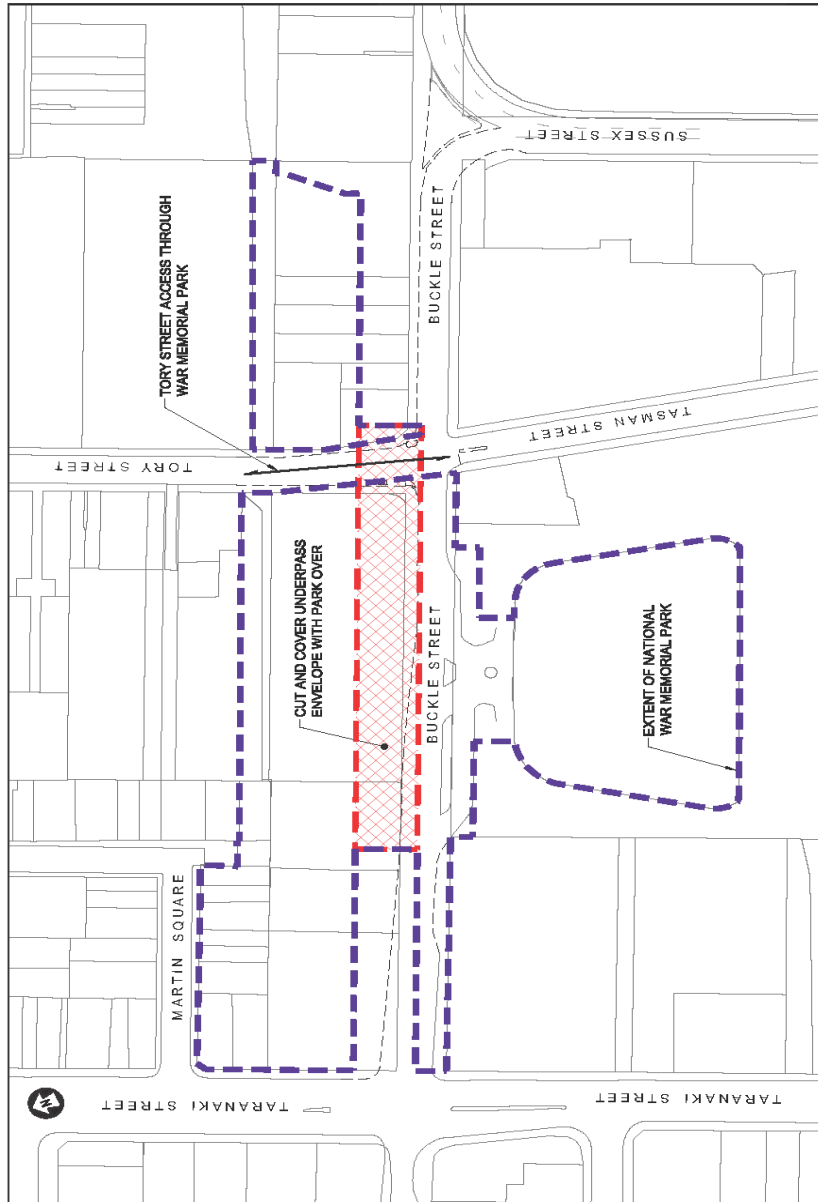 TORY STREET ACCESS THROUGH
WAR MEMORIAL PARK
SUSSEX STREET
BUCKLE STREET
TORY STREET
TASMAN STREET
CUT AND COVER UNDERPASS
ENVELOPE WITH PARK OVER
BUCKLE STREET
EXTENT OF NATIONAL
WAR MEMORIAL PARK
MARTIN SQUARE
N
TARANAKI STREET
TARANAKI STREET